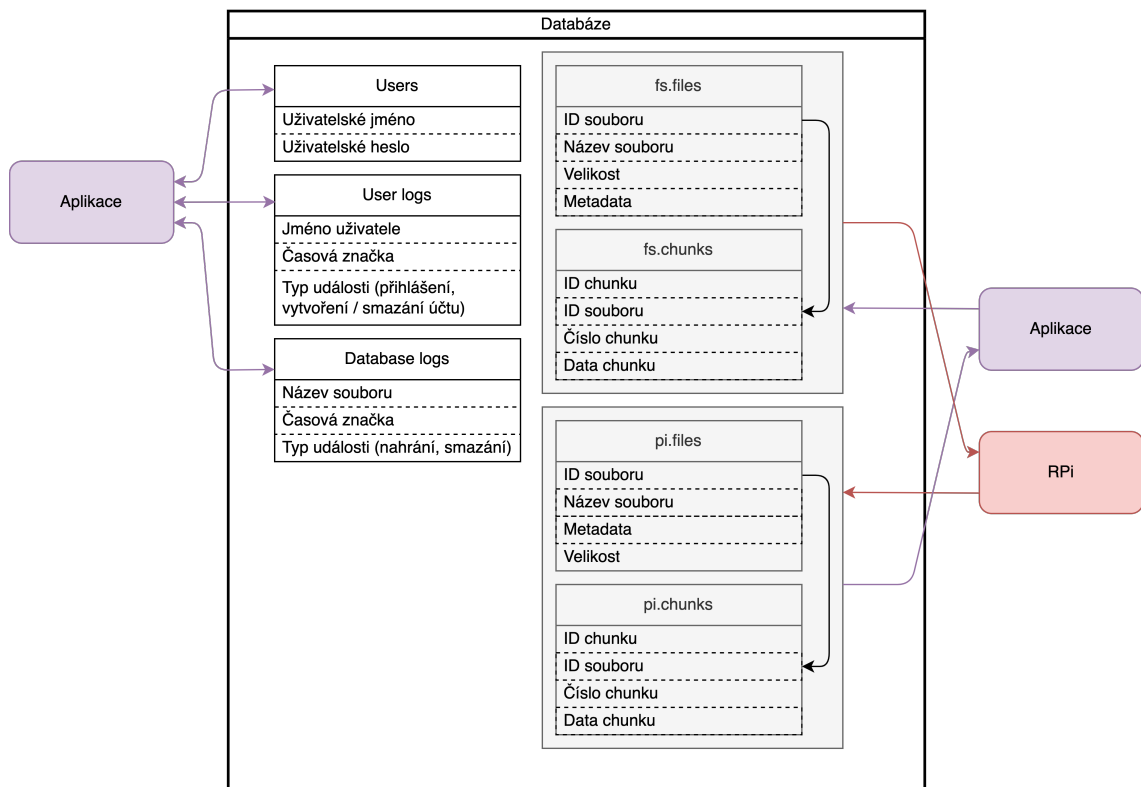 Databáze
Aplikace
Users
Uživatelské jméno
Uživatelské heslo
User logs
Jméno uživatele
Časová značka
Typ události (přihlášení,
vytvoření / smazání účtu)
Database logs
Název souboru
Časová značka
Typ události (nahrání, smazání)
fs.files
ID souboru
Název souboru
Velikost
Metadata
fs.chunks
ID chunku
ID souboru
Číslo chunku
Data chunku
pi.files
ID souboru
Název souboru
Metadata
Velikost
pi.chunks
ID chunku
ID souboru
Číslo chunku
Data chunku
Aplikace
RPi